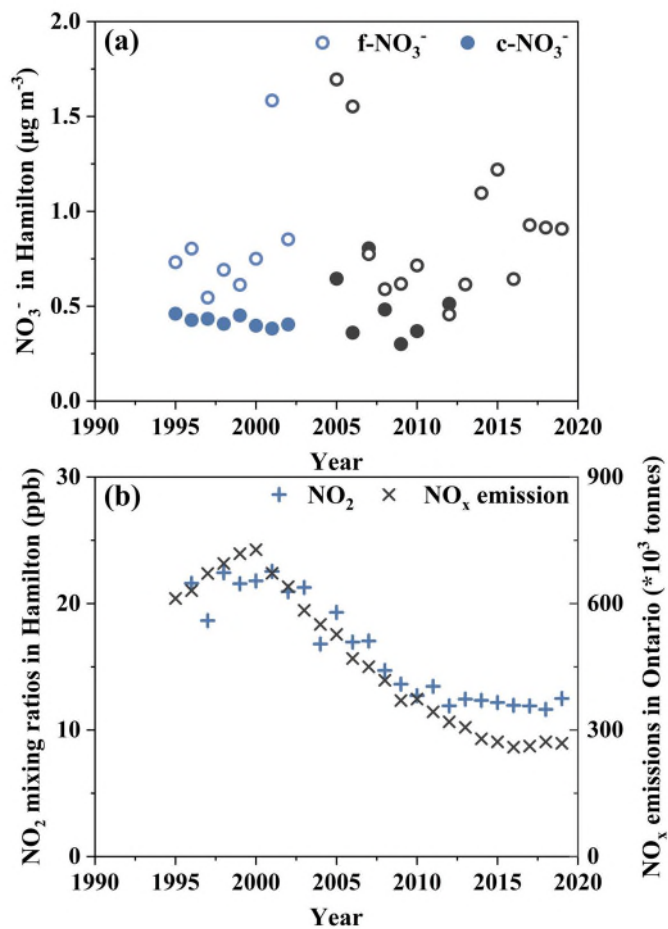 (a) f-NO₃⁻ c-NO₃⁻
NO₃⁻ in Hamilton (μg m⁻³)
2.0
1.5
1.0
0.5
0.0
1990 1995 2000 2005 2010 2015 2020
Year
(b) NO₂ NOₓ emission
NO₂ mixing ratios in Hamilton (ppb)
30
20
10
0
NOₓ emissions in Ontario (*10³ tonnes)
900
600
300
0
1990 1995 2000 2005 2010 2015 2020
Year